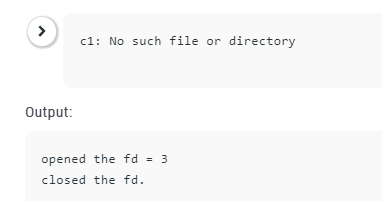 c1: No such file or directory
Output:
opened the fd = 3
closed the fd.